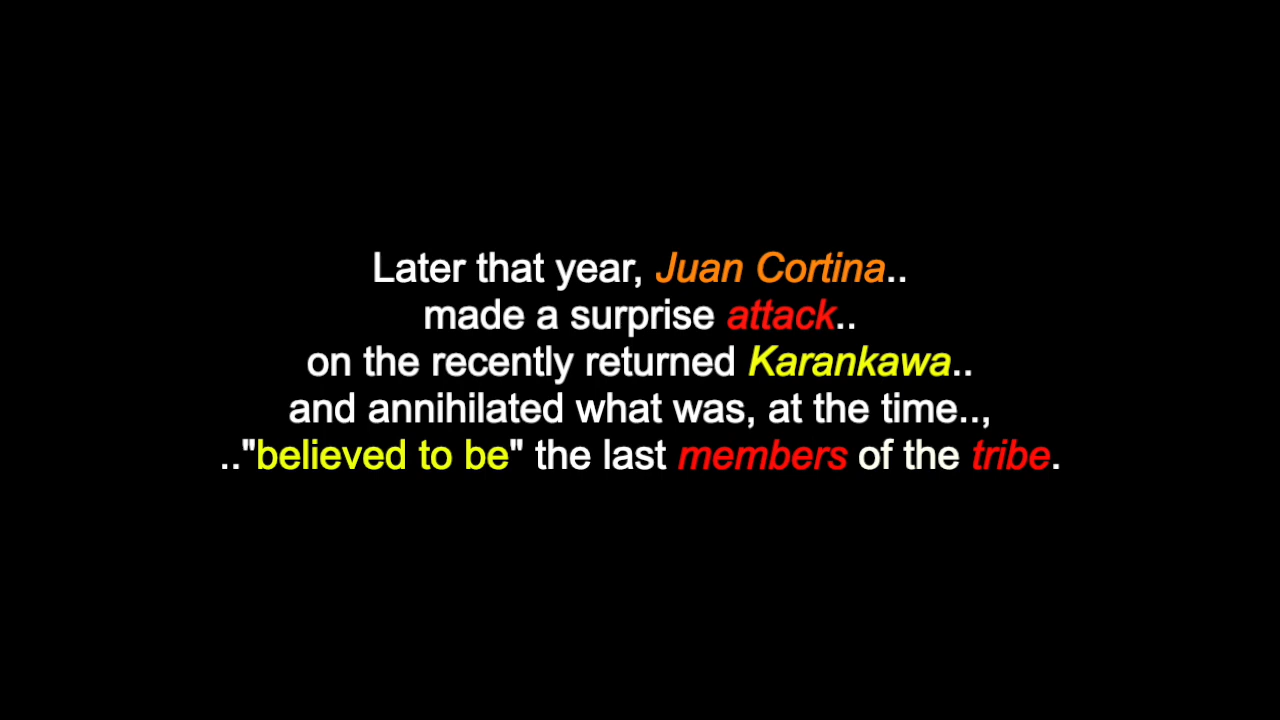 Later that year, Juan Cortina..
made a surprise attack..
on the recently returned Karankawa..
and annihilated what was, at the time..,
.."believed to be" the last members of the tribe.